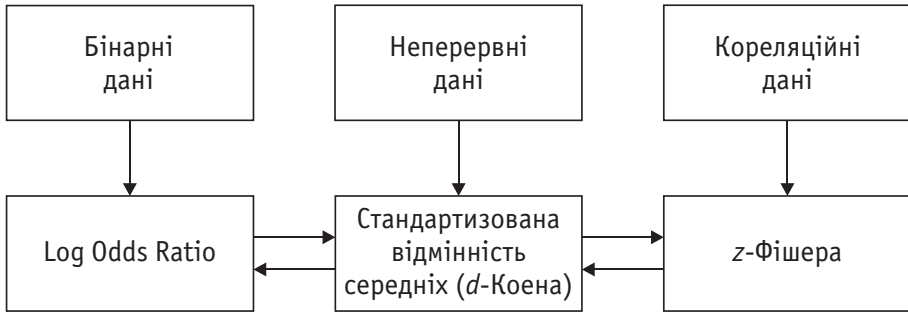 Бінарні
дані
Неперервні
дані
Кореляційні
дані
Log Odds Ratio
Стандартизована
відмінність
середніх (d-Коена)
z-Фішера